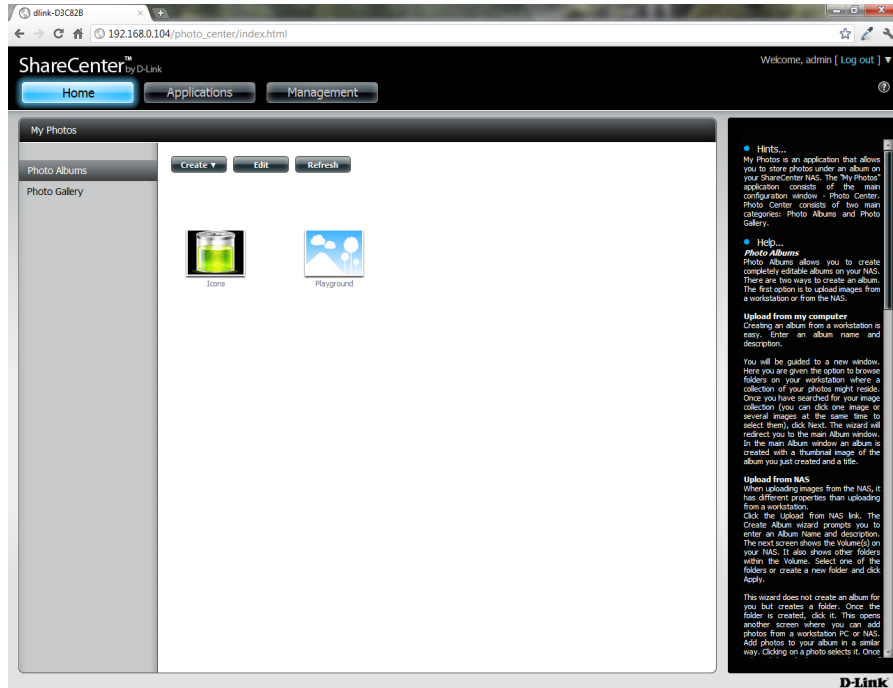 dlink-D3C82B
192.168.0.104/photo_center/index.html
ShareCenter™ by D-Link
Welcome, admin [ Log out ] ▼
Home
Applications
Management
My Photos
Photo Albums
Photo Gallery
Create ▼
Edit
Refresh
Icons
Playground
Hints...
My Photos is an application that allows
you to store photos under an album on
your ShareCenter NAS. The "My Photos"
application consists of the main
configuration window - Photo Center.
Photo Center consists of two main
categories: Photo Albums and Photo
Gallery.
Help...
Photo Albums
Photo Albums allows you to create
completely editable albums on your NAS.
There are two ways to create an album.
The first option is to upload images from
a workstation or from the NAS.
Upload from my computer
Creating an album from a workstation is
easy. Enter an album name and
description.
You will be guided to a new window.
Here you are given the option to browse
folders on your workstation where a
collection of your photos might reside.
Once you have searched for your image
collection (you can click one image or
several images at the same time to
select them), click Next. The wizard will
redirect you to the main Album window.
In the main Album window an album is
created with a thumbnail image of the
album you just created and a title.
Upload from NAS
When uploading images from the NAS, it
has different properties than uploading
from a workstation.
Click the Upload from NAS link. The
Create Album wizard prompts you to
enter an Album Name and description.
The next screen shows the Volume(s) on
your NAS. It also shows other folders
within the Volume. Select one of the
folders or create a new folder and click
Apply.
This wizard does not create an album for
you but creates a folder. Once the
folder is created, click it. This opens
another screen where you can add
photos from a workstation PC or NAS.
Add photos to your album in a similar
way. Clicking on a photo selects it. Once
D-Link